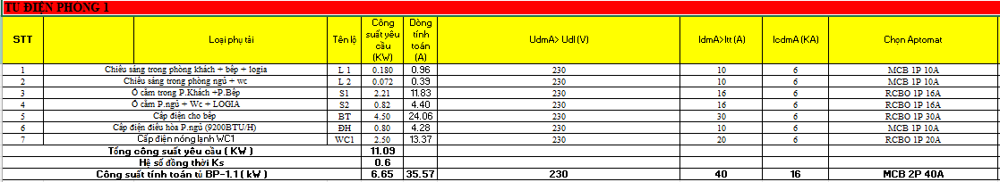 TỦ ĐIỆN PHÒNG 1
STT Loại phụ tải Tên lộ Công suất yêu cầu (KW) Dòng tính toán (A) UdmA> Udl (V) IdmA>Itt (A) IcdmA (KA) Chọn Aptomat
1 Chiếu sáng trong phòng khách + bếp + logia L 1 0.180 0.96 230 10 6 MCB 1P 10A
2 Chiếu sáng trong phòng ngủ + wc L 2 0.072 0.39 230 10 6 MCB 1P 10A
3 Ổ cắm trong P.Khách +P.Bếp S1 2.21 11.83 230 16 6 RCBO 1P 16A
4 Ổ cắm P.ngủ + Wc + LOGIA S2 0.82 4.40 230 16 6 RCBO 1P 16A
5 Cấp điện cho bếp BT 4.50 24.06 230 30 6 RCBO 1P 30A
6 Cấp điện điều hòa P.ngủ (9200BTU/H) ĐH 0.80 4.28 230 10 6 MCB 1P 10A
7 Cấp điện nóng lạnh WC1 WC1 2.50 13.37 230 20 6 RCBO 1P 20A
Tổng công suất yêu cầu ( KW ) 11.09
Hệ số đồng thời Ks 0.6
Công suất tính toán tủ BP-1.1 ( kW ) 6.65 35.57 230 40 16 MCB 2P 40A